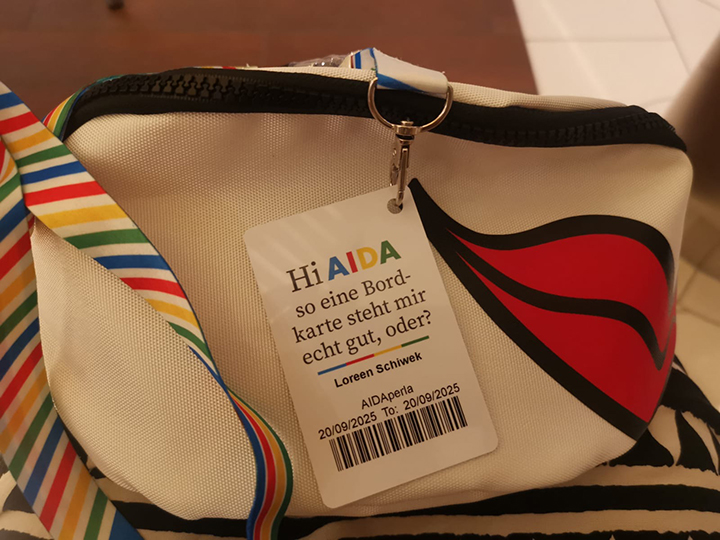 Hi AIDA
so eine Bord-
karte steht mir
echt gut, oder?
Loreen Schiwek
AIDAperla
20/09/2025 To: 20/09/2025